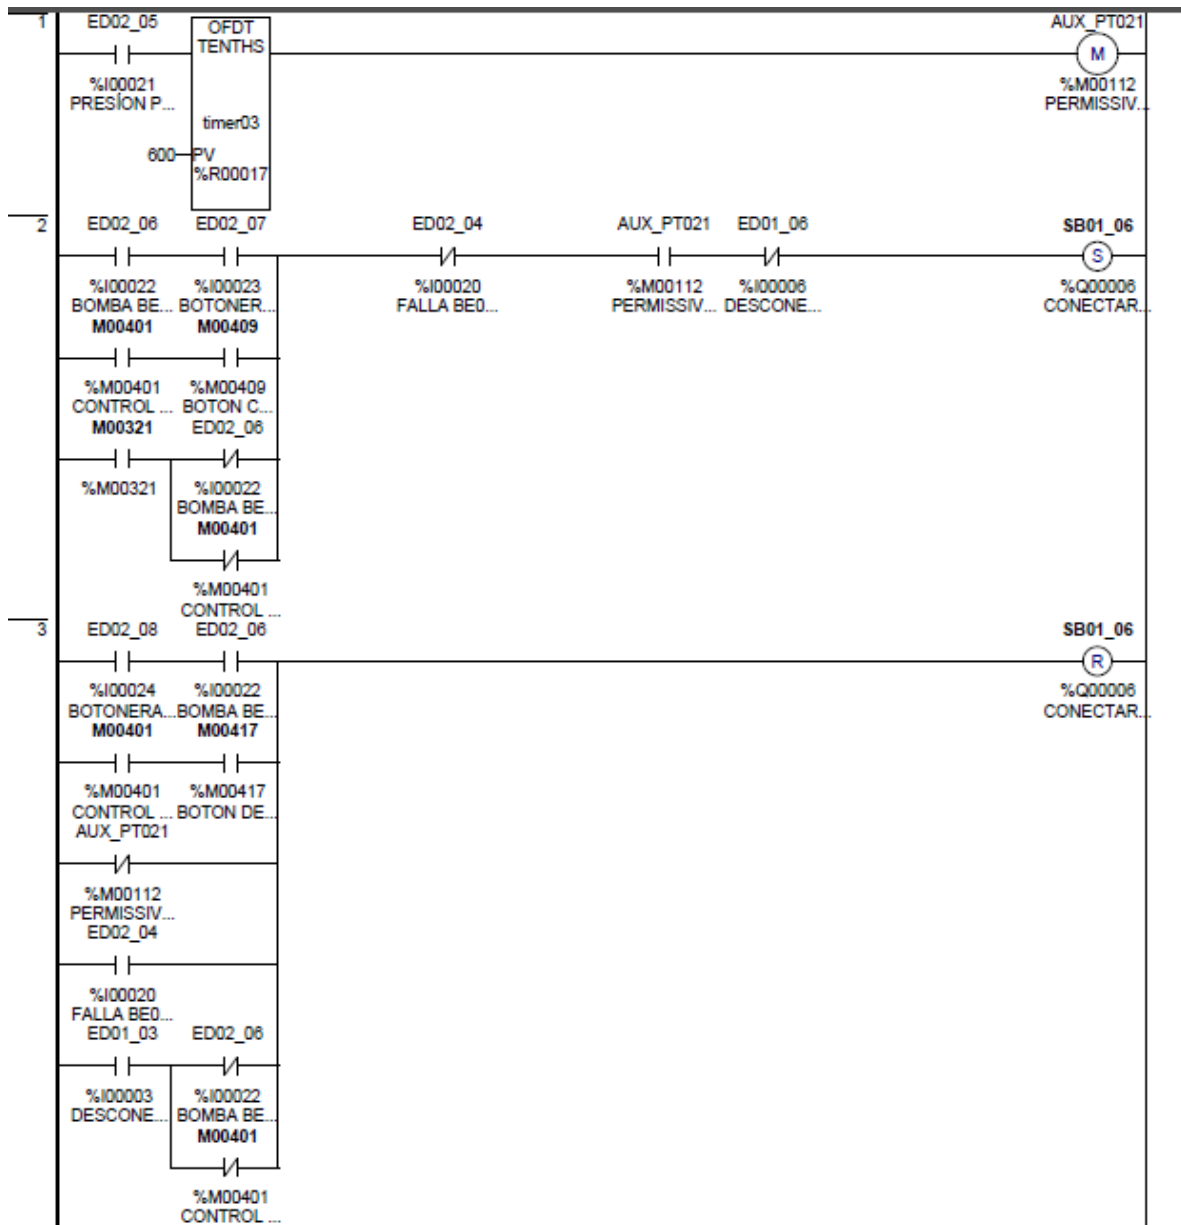 1 ED02_05 OFDT AUX_PT021
TENTHS
M
%I00021 %M00112
PRESIÓN P... PERMISSIV...
timer03
600 PV
%R00017
2 ED02_06 ED02_07 ED02_04 AUX_PT021 ED01_06 SB01_06
S
%I00022 %I00023 %I00020 %M00112 %I00006 %Q00006
BOMBA BE... BOTONER... FALLA BE0... PERMISSIV... DESCONE... CONECTAR...
M00401 M00409
%M00401 %M00409
CONTROL ... BOTON C...
M00321 ED02_06
%M00321 %I00022
BOMBA BE...
M00401
%M00401
CONTROL ...
3 ED02_08 ED02_06 SB01_06
R
%I00024 %I00022 %Q00006
BOTONERA... BOMBA BE... CONECTAR...
M00401 M00417
%M00401 %M00417
CONTROL ... BOTON DE...
AUX_PT021
%M00112
PERMISSIV...
ED02_04
%I00020
FALLA BE0...
ED01_03 ED02_06
%I00003 %I00022
DESCONE... BOMBA BE...
M00401
%M00401
CONTROL ...